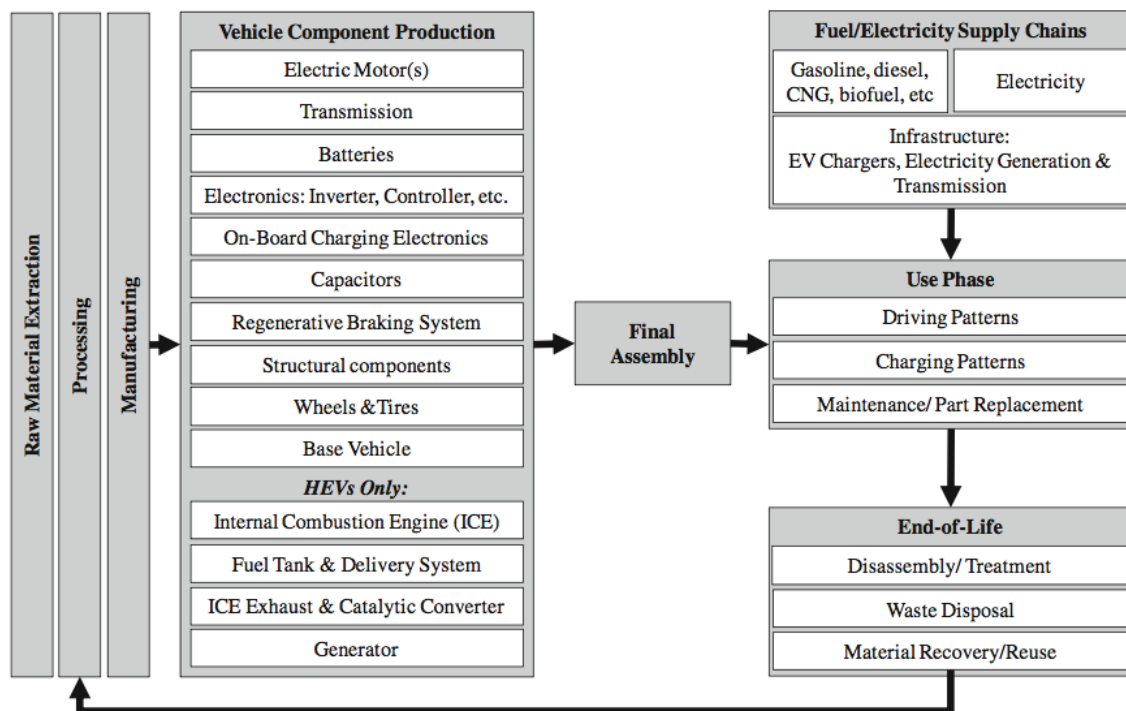 Raw Material Extraction
Processing
Manufacturing
Vehicle Component Production
Electric Motor(s)
Transmission
Batteries
Electronics: Inverter, Controller, etc.
On-Board Charging Electronics
Capacitors
Regenerative Braking System
Structural components
Wheels &Tires
Base Vehicle
HEVs Only:
Internal Combustion Engine (ICE)
Fuel Tank & Delivery System
ICE Exhaust & Catalytic Converter
Generator
Final
Assembly
Fuel/Electricity Supply Chains
Gasoline, diesel,
CNG, biofuel, etc
Electricity
Infrastructure:
EV Chargers, Electricity Generation &
Transmission
Use Phase
Driving Patterns
Charging Patterns
Maintenance/ Part Replacement
End-of-Life
Disassembly/ Treatment
Waste Disposal
Material Recovery/Reuse